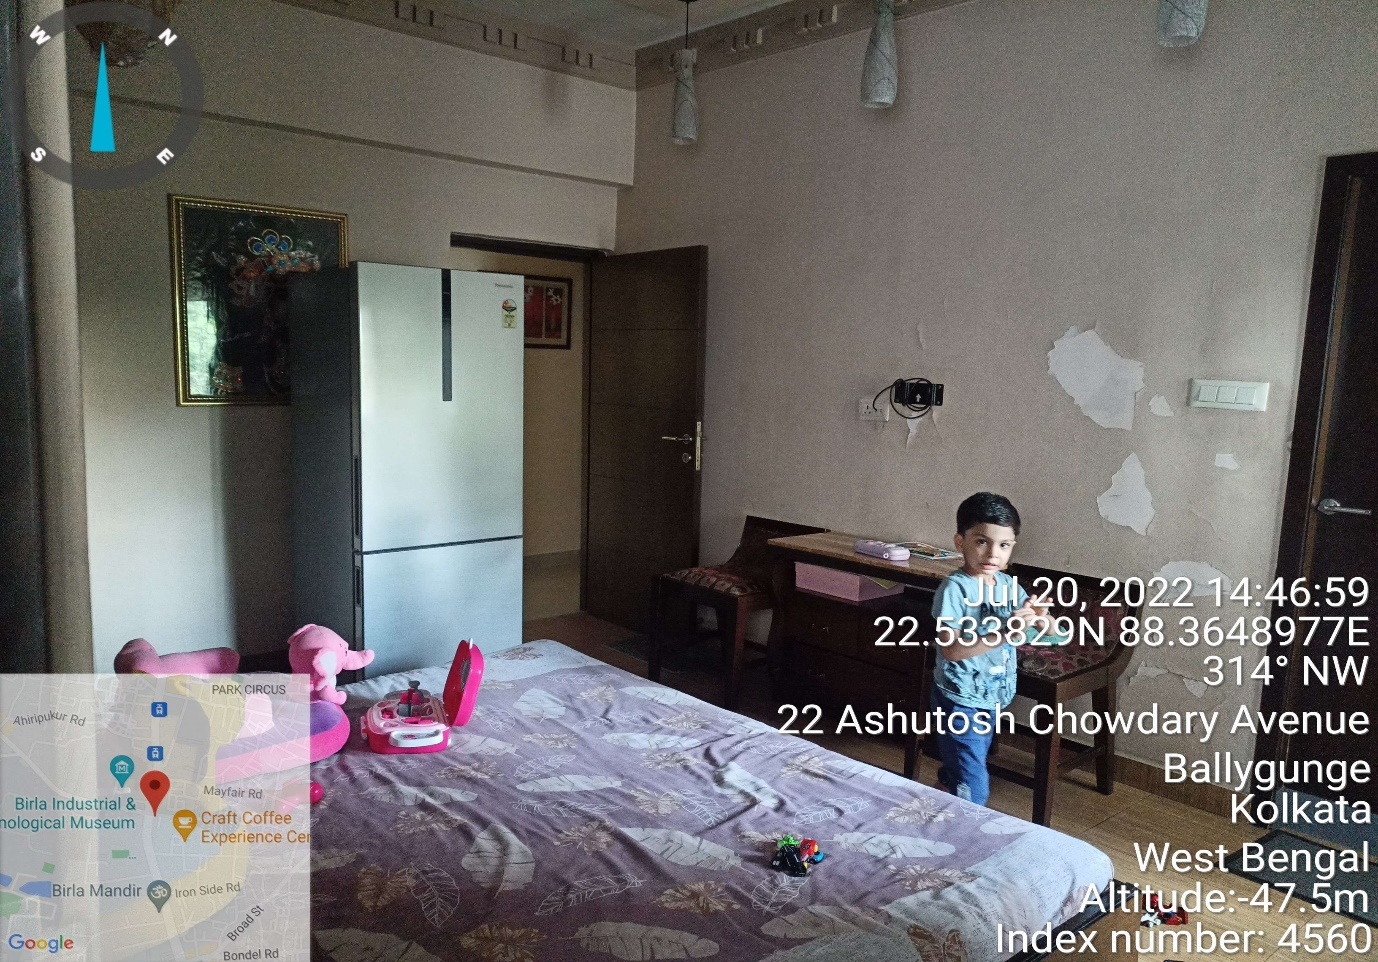 W
N
S
E
Panasonic
Jul 20, 2022 14:46:59
22.533829N 88.3648977E
314° NW
22 Ashutosh Chowdary Avenue
Ballygunge
Kolkata
West Bengal
Altitude:-47.5m
Index number: 4560
PARK CIRCUS
Ahiripukur Rd
Mayfair Rd
Birla Industrial &
nological Museum
Craft Coffee
Experience Cer
Birla Mandir
Iron Side Rd
Broad St
Bondel Rd
Google